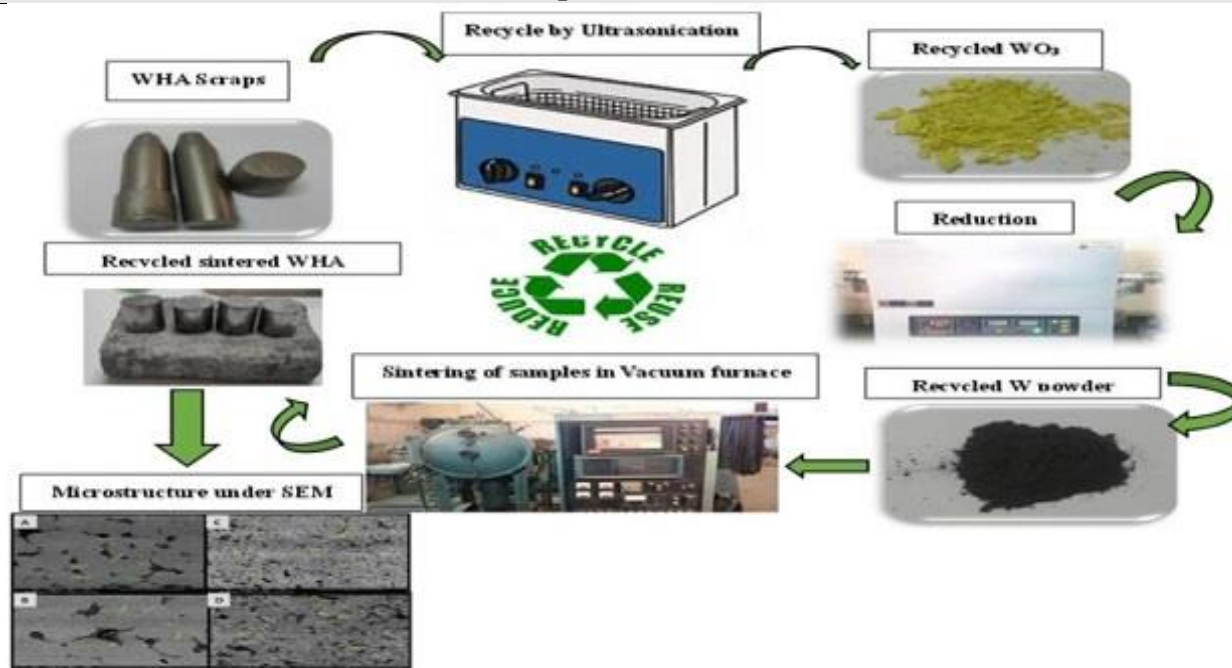 Recycle by Ultrasonication
WHA Scraps
Recycled WO₃
Reduction
Recycled sintered WHA
RECYCLE
REDUCE
REUSE
Sintering of samples in Vacuum furnace
Recycled W powder
Microstructure under SEM
A
C
B
D